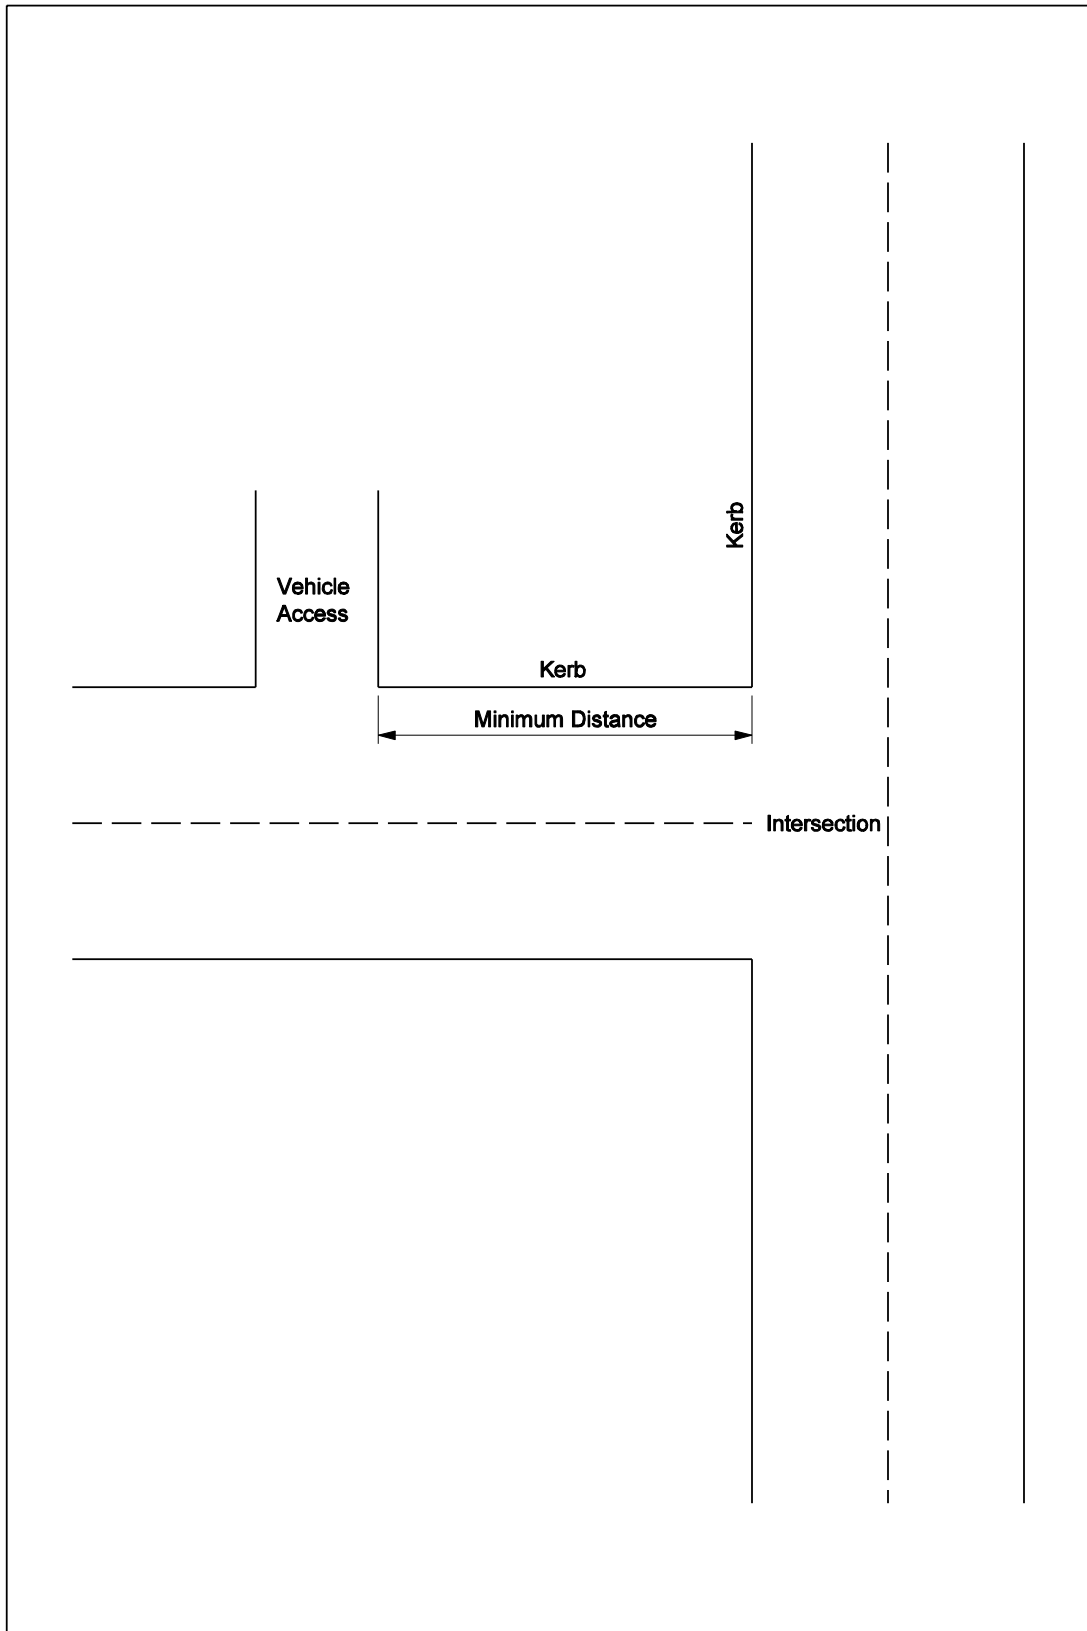 Kerb
Vehicle
Access
Kerb
Minimum Distance
Intersection